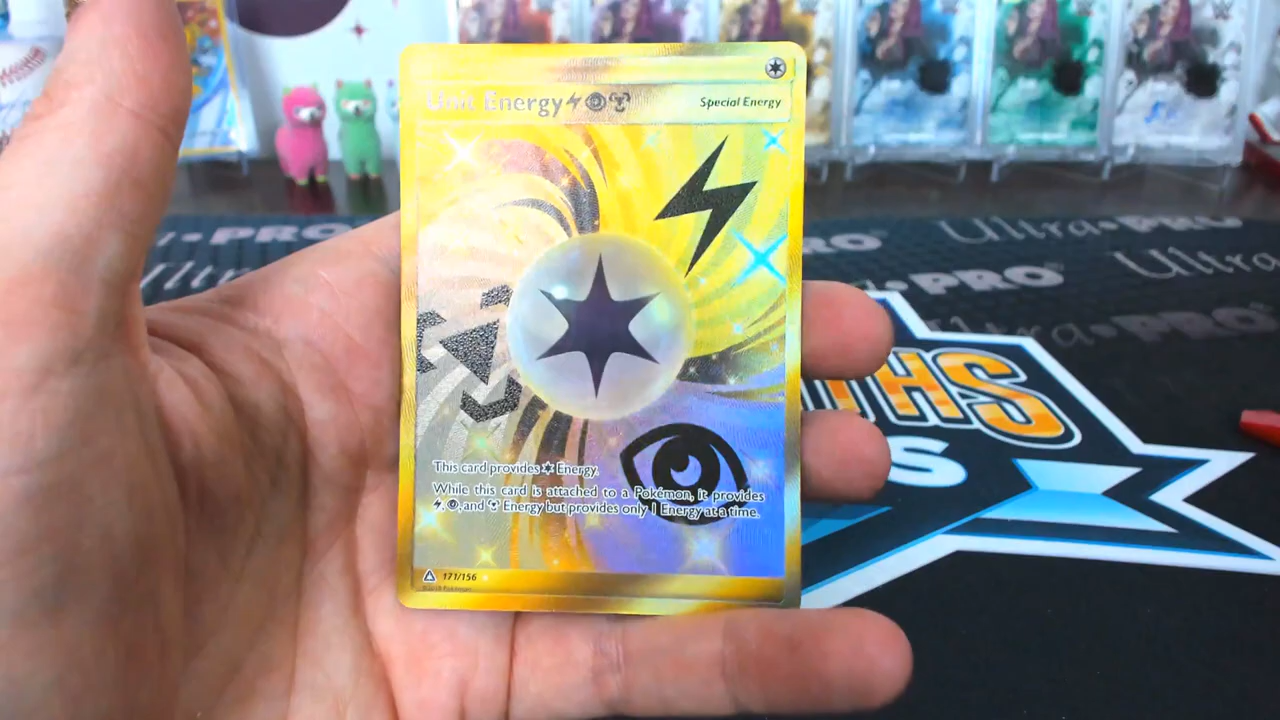 Unit Energy
Special Energy
Ultra•PRO®
Ultra•PRO®
Ultra
PRO
This card provides Energy.
While this card is attached to a Pokémon, it provides
, , and Energy but provides only 1 Energy at a time.
171/156
THS
S